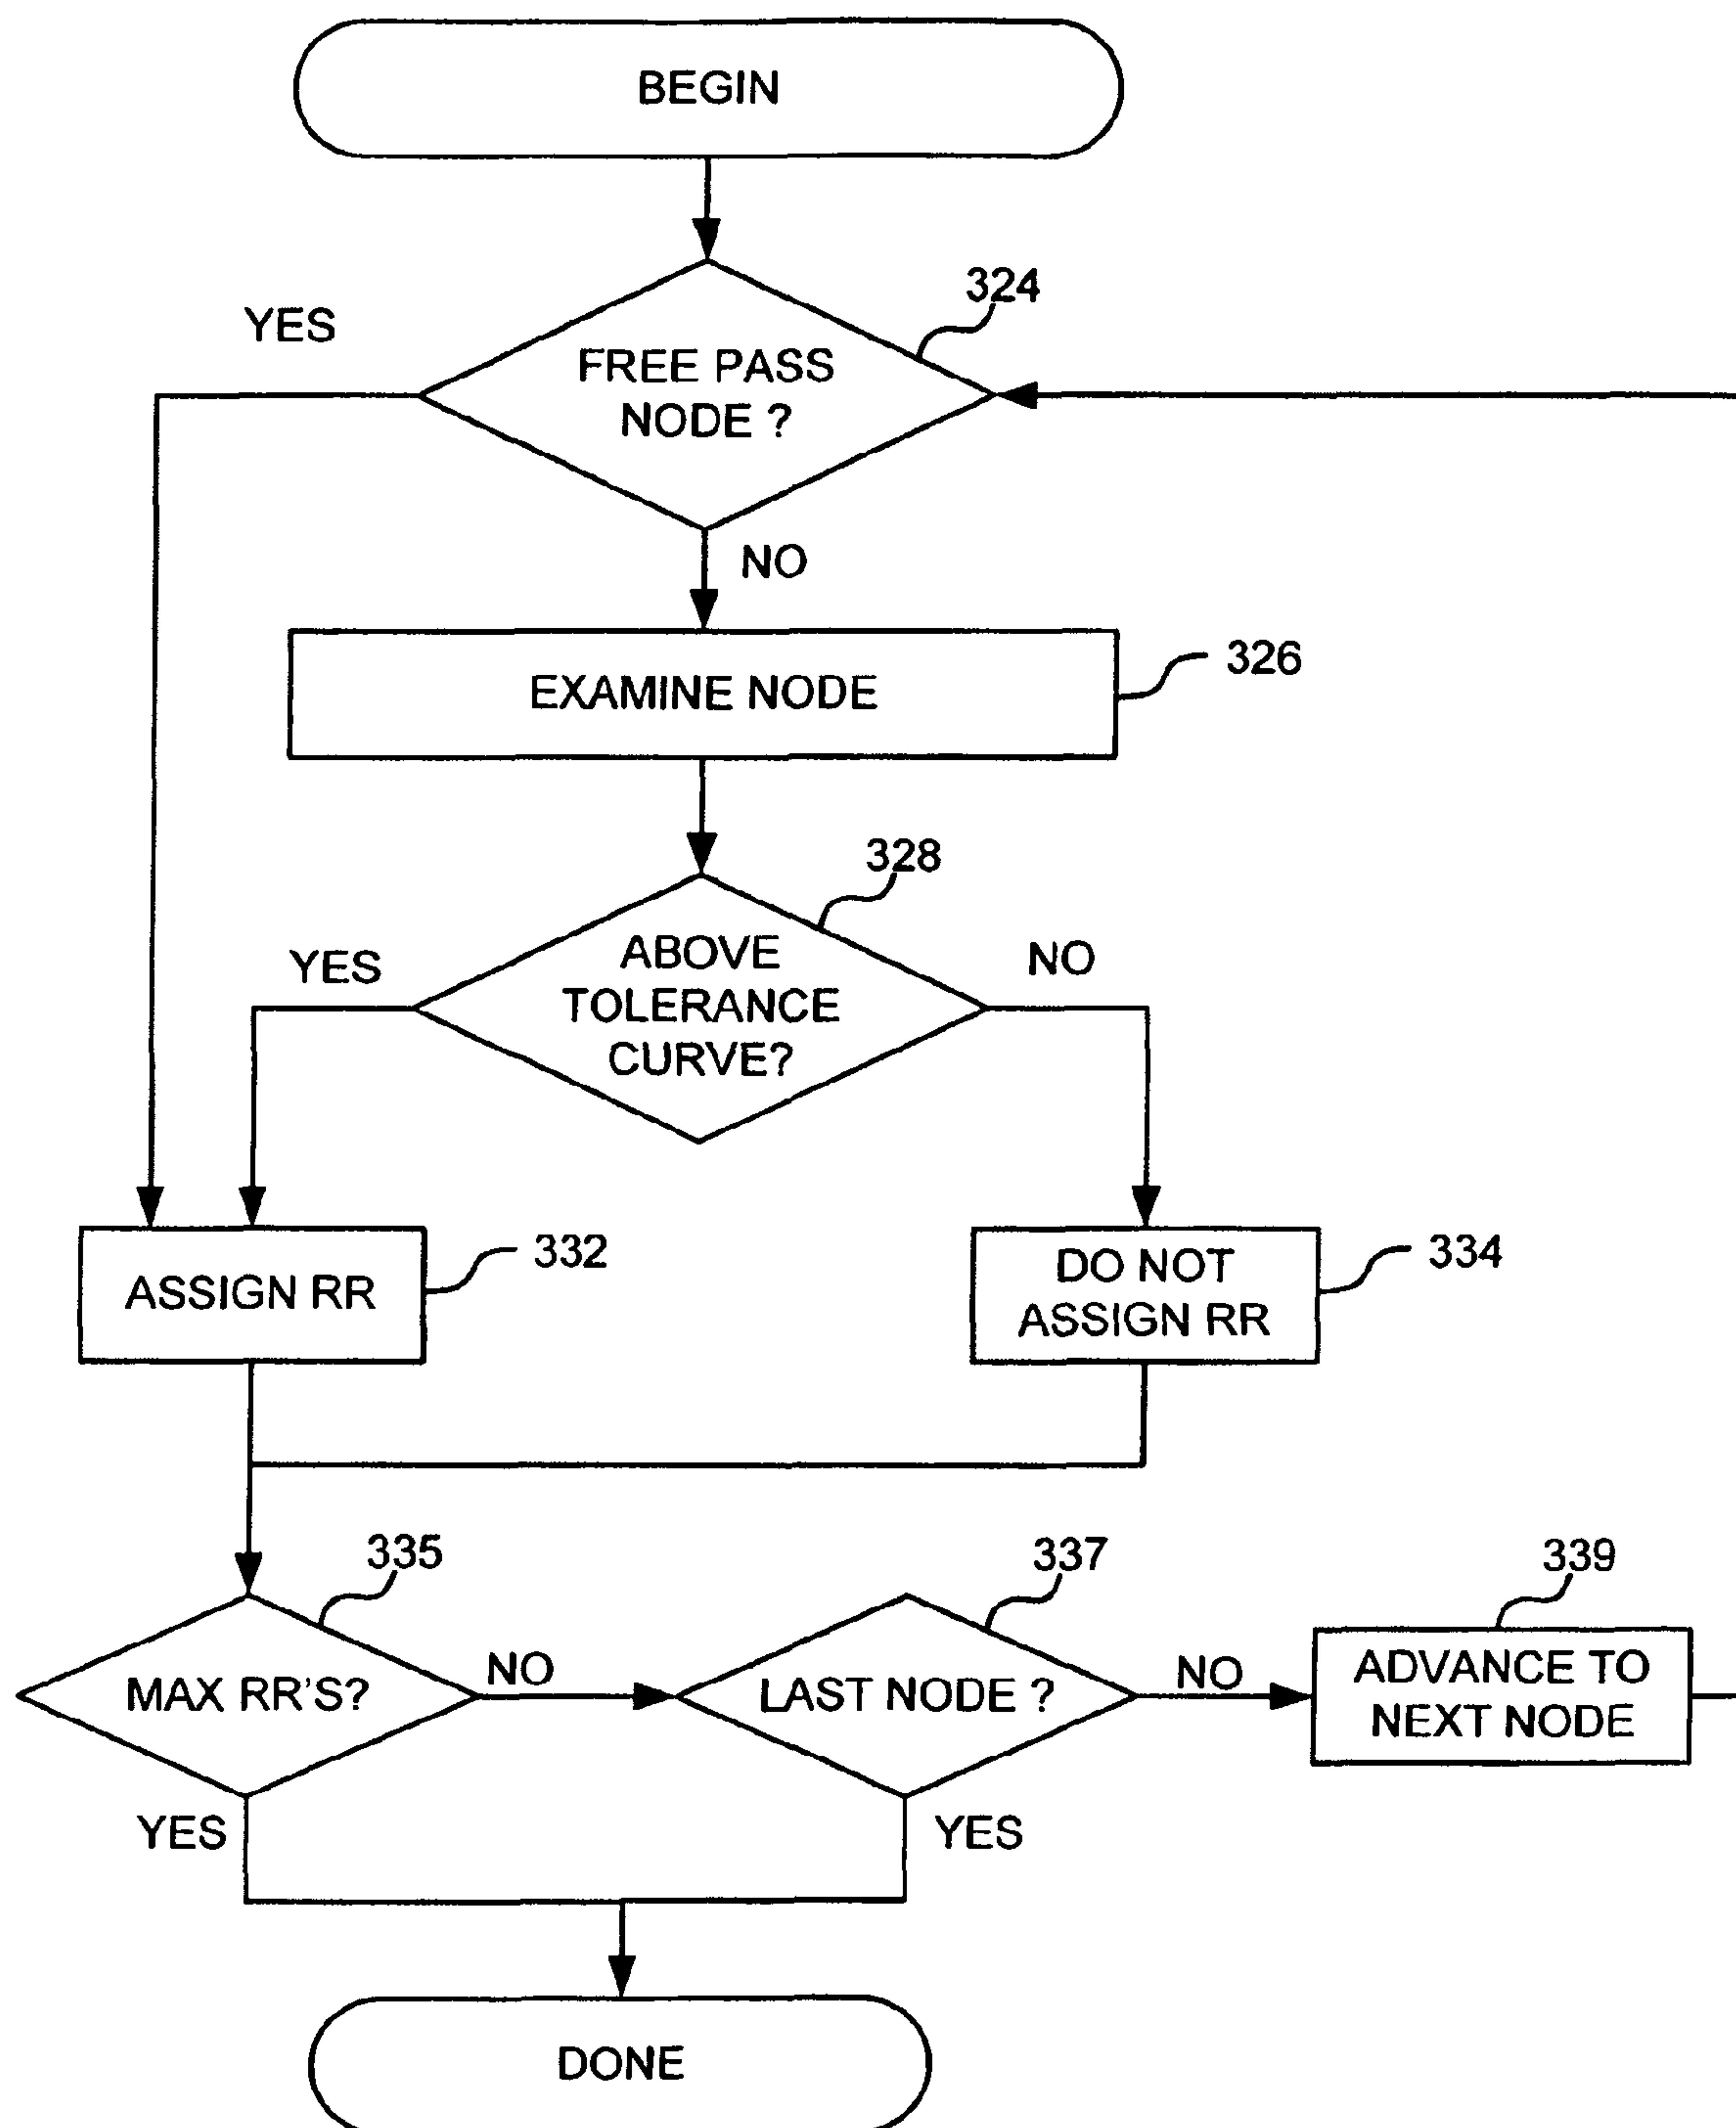 BEGIN
324
YES
FREE PASS
NODE ?
NO
326
EXAMINE NODE
328
YES
ABOVE
TOLERANCE
CURVE?
NO
ASSIGN RR
332
DO NOT
ASSIGN RR
334
335
337
339
MAX RR'S?
NO
LAST NODE ?
NO
ADVANCE TO
NEXT NODE
YES
YES
DONE